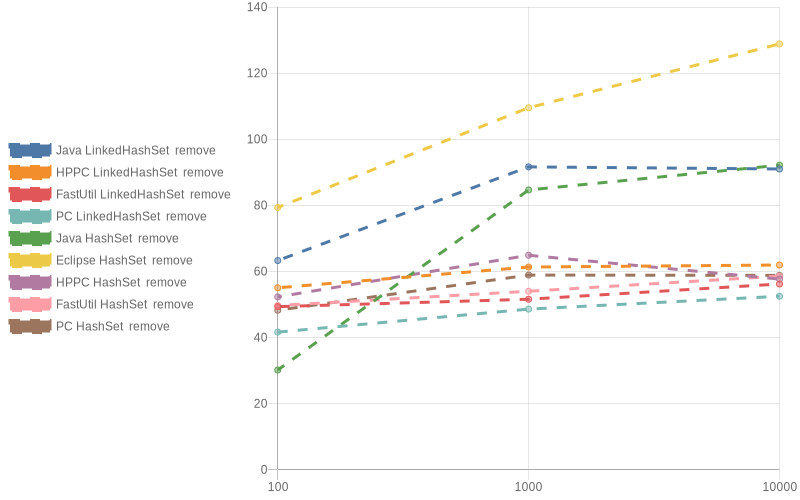 Java LinkedHashSet remove
HPPC LinkedHashSet remove
FastUtil LinkedHashSet remove
PC LinkedHashSet remove
Java HashSet remove
Eclipse HashSet remove
HPPC HashSet remove
FastUtil HashSet remove
PC HashSet remove
140
120
100
80
60
40
20
0
100 1000 10000